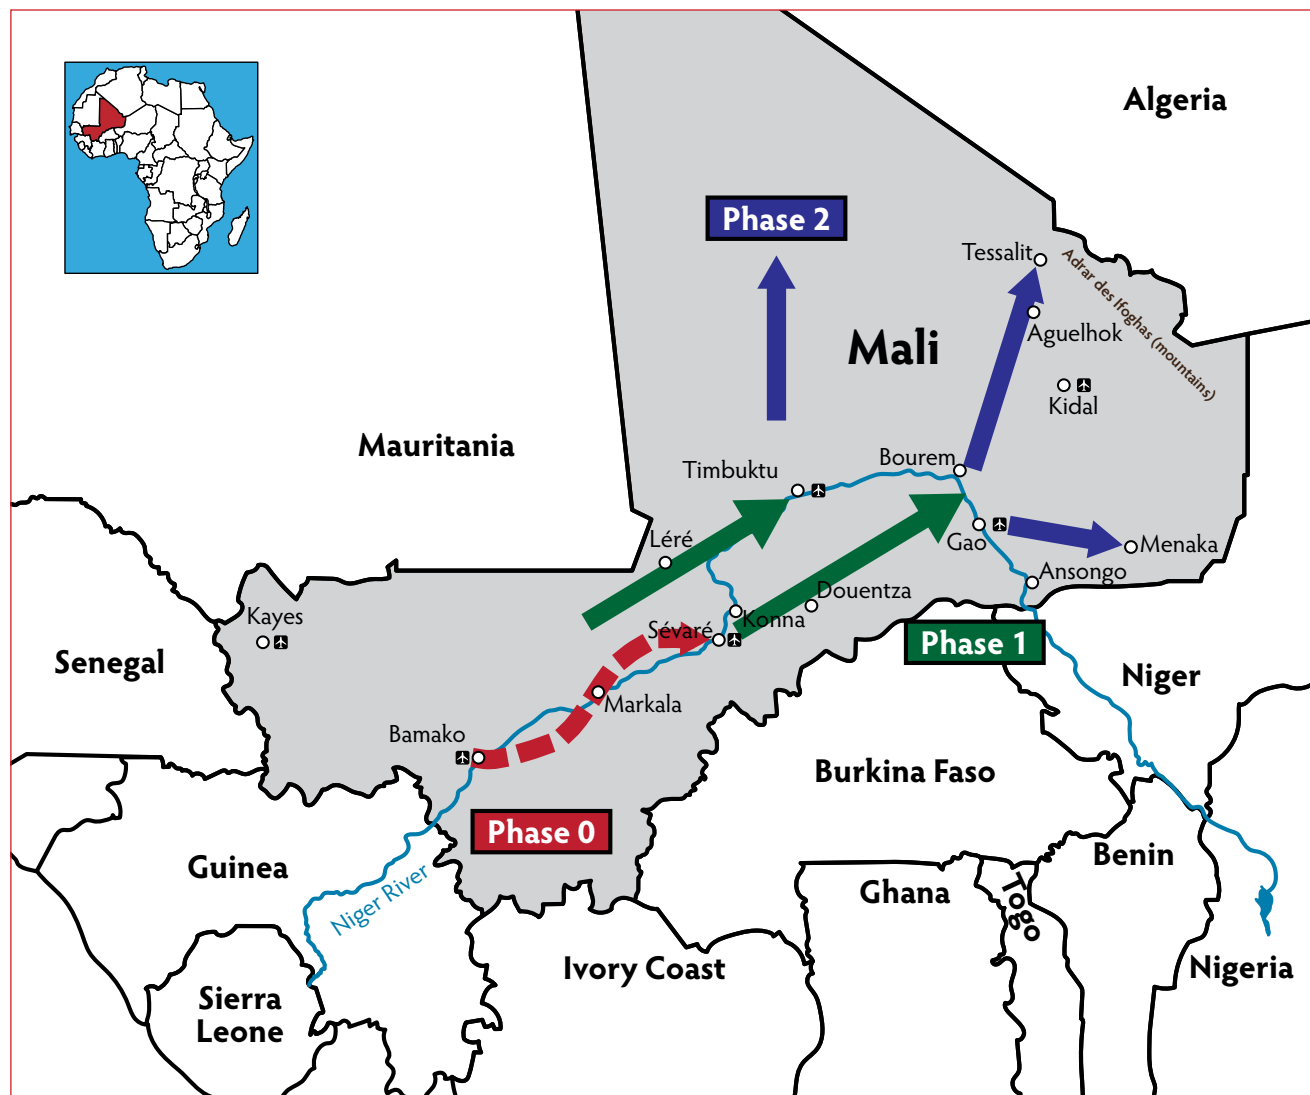 Algeria
Phase 2
Tessalit
Adrar des Ifoghas (mountains)
Aguelhok
Mali
Kidal
Mauritania
Bourem
Timbuktu
Léré
Gao
Menaka
Ansongo
Douentza
Kayes
Konna
Sévaré
Phase 1
Senegal
Niger
Markala
Bamako
Burkina Faso
Phase 0
Guinea
Benin
Ghana
Togo
Niger River
Ivory Coast
Nigeria
Sierra
Leone